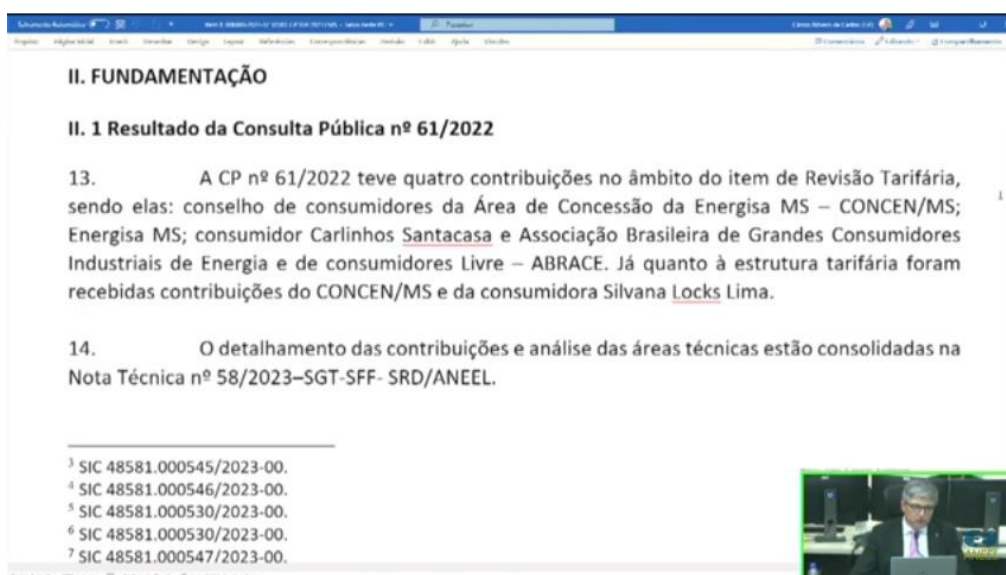 Pesquisar
II. FUNDAMENTAÇÃO
II. 1 Resultado da Consulta Pública nº 61/2022
13. A CP nº 61/2022 teve quatro contribuições no âmbito do item de Revisão Tarifária,
sendo elas: conselho de consumidores da Área de Concessão da Energisa MS – CONCEN/MS;
Energisa MS; consumidor Carlinhos Santacasa e Associação Brasileira de Grandes Consumidores
Industriais de Energia e de consumidores Livre – ABRACE. Já quanto à estrutura tarifária foram
recebidas contribuições do CONCEN/MS e da consumidora Silvana Locks Lima.
1
14. O detalhamento das contribuições e análise das áreas técnicas estão consolidadas na
Nota Técnica nº 58/2023–SGT-SFF- SRD/ANEEL.
3 SIC 48581.000545/2023-00.
4 SIC 48581.000546/2023-00.
5 SIC 48581.000530/2023-00.
6 SIC 48581.000530/2023-00.
7 SIC 48581.000547/2023-00.
ANEEL